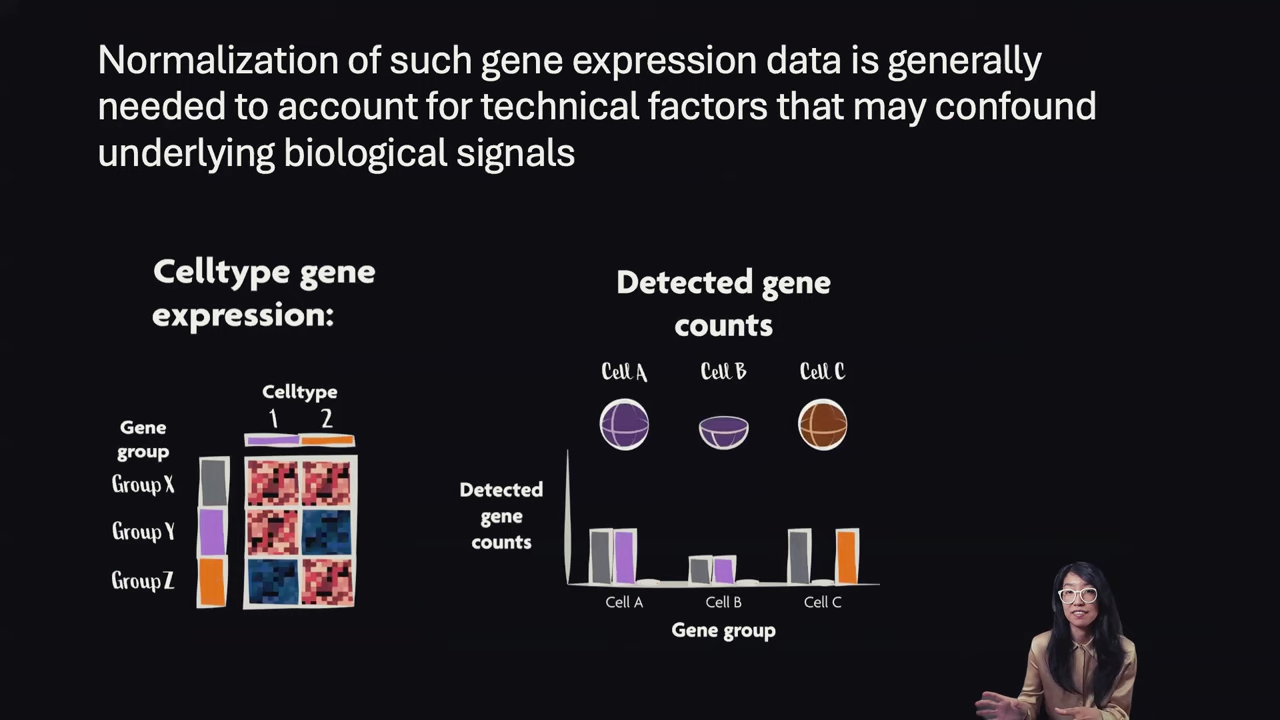 Normalization of such gene expression data is generally
needed to account for technical factors that may confound
underlying biological signals
Celltype gene
expression:
Celltype
1 2
Gene
group
Group X
Group Y
Group Z
Detected gene
counts
Cell A Cell B Cell C
Detected
gene
counts
Cell A Cell B Cell C
Gene group